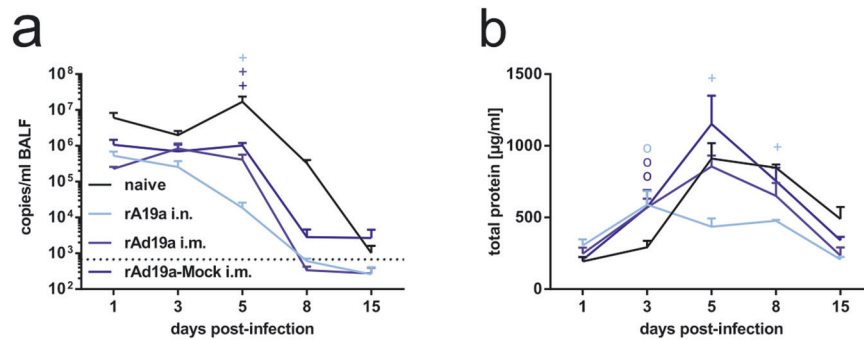 a
b
+
+
+
copies/ml BALF
10⁸
10⁷
10⁶
10⁵
10⁴
10³
10²
naive
rA19a i.n.
rAd19a i.m.
rAd19a-Mock i.m.
1 3 5 8 15
days post-infection
total protein [µg/ml]
1500
1000
500
0
+
+
o
o
o
1 3 5 8 15
days post-infection